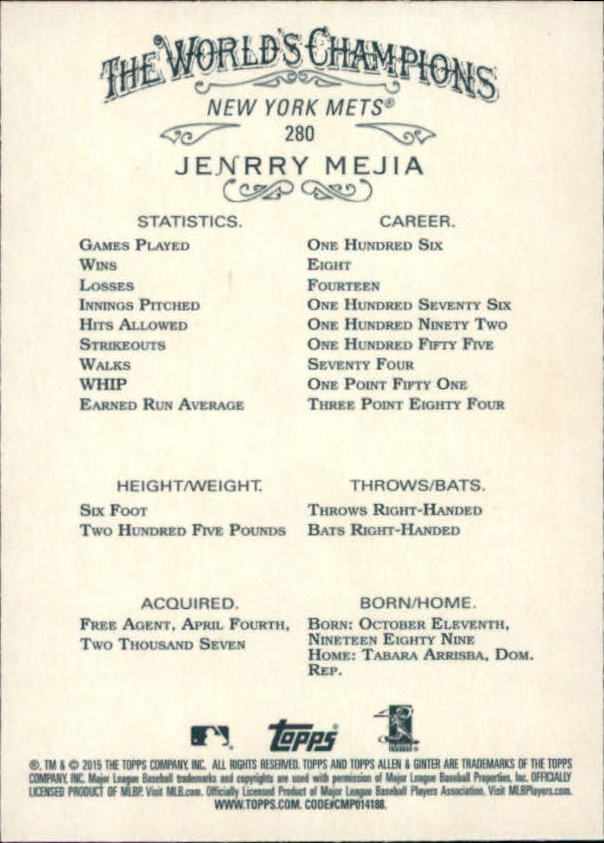 THE WORLD'S CHAMPIONS
NEW YORK METS®
280
JENRRY MEJIA
STATISTICS. CAREER.
GAMES PLAYED ONE HUNDRED SIX
WINS EIGHT
LOSSES FOURTEEN
INNINGS PITCHED ONE HUNDRED SEVENTY SIX
HITS ALLOWED ONE HUNDRED NINETY TWO
STRIKEOUTS ONE HUNDRED FIFTY FIVE
WALKS SEVENTY FOUR
WHIP ONE POINT FIFTY ONE
EARNED RUN AVERAGE THREE POINT EIGHTY FOUR
HEIGHT/WEIGHT. THROWS/BATS.
SIX FOOT THROWS RIGHT-HANDED
TWO HUNDRED FIVE POUNDS BATS RIGHT-HANDED
ACQUIRED. BORN/HOME.
FREE AGENT, APRIL FOURTH, BORN: OCTOBER ELEVENTH,
TWO THOUSAND SEVEN NINETEEN EIGHTY NINE
HOME: TABARA ARRISBA, DOM.
REP.
topps
®, TM & © 2015 THE TOPPS COMPANY, INC. ALL RIGHTS RESERVED. TOPPS AND TOPPS ALLEN & GINTER ARE TRADEMARKS OF THE TOPPS
COMPANY, INC. Major League Baseball trademarks and copyrights are used with permission of Major League Baseball Properties, Inc. OFFICIALLY
LICENSED PRODUCT OF MLBP. Visit MLB.com. Officially Licensed Product of Major League Baseball Players Association. Visit MLBPlayers.com.
WWW.TOPPS.COM. CODE#CMP014188.